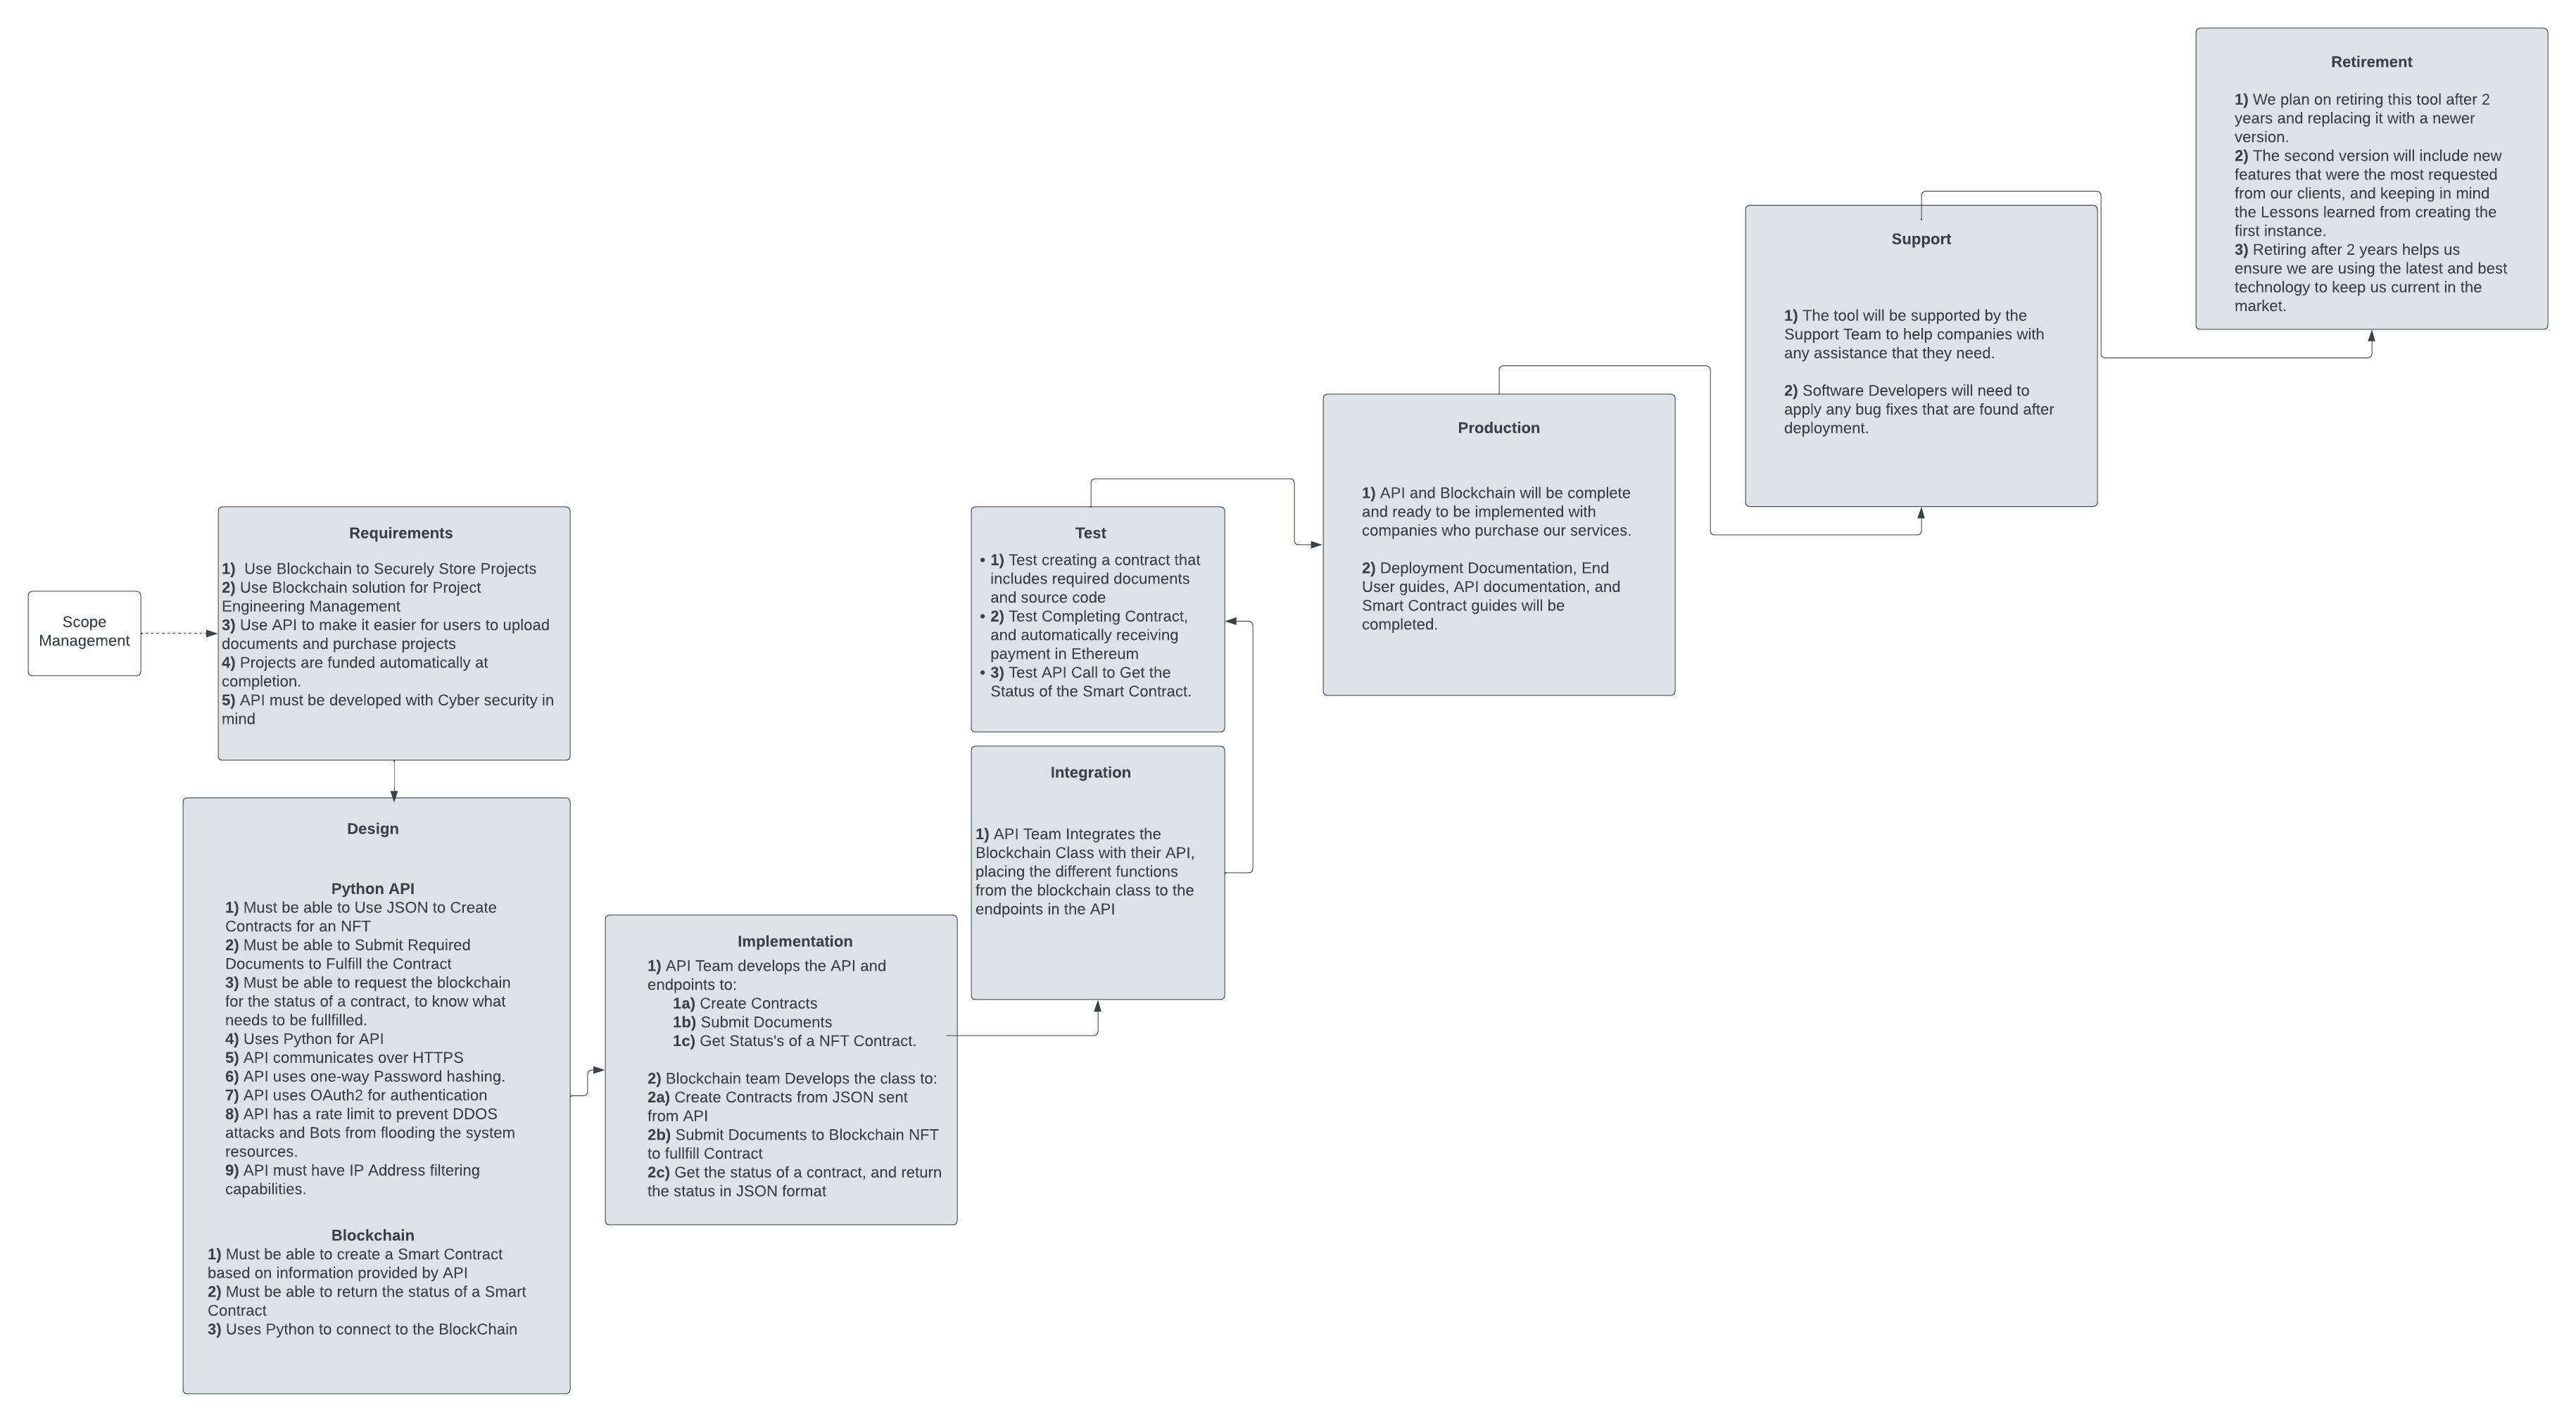 Scope
Management
Requirements
1)  Use Blockchain to Securely Store Projects
2) Use Blockchain solution for Project
Engineering Management
3) Use API to make it easier for users to upload
documents and purchase projects
4) Projects are funded automatically at
completion.
5) API must be developed with Cyber security in
mind
Design
Python API
1) Must be able to Use JSON to Create
Contracts for an NFT
2) Must be able to Submit Required
Documents to Fulfill the Contract
3) Must be able to request the blockchain
for the status of a contract, to know what
needs to be fullfilled.
4) Uses Python for API
5) API communicates over HTTPS
6) API uses one-way Password hashing.
7) API uses OAuth2 for authentication
8) API has a rate limit to prevent DDOS
attacks and Bots from flooding the system
resources.
9) API must have IP Address filtering
capabilities.
Blockchain
1) Must be able to create a Smart Contract
based on information provided by API
2) Must be able to return the status of a Smart
Contract
3) Uses Python to connect to the BlockChain
Implementation
1) API Team develops the API and
endpoints to:
1a) Create Contracts
1b) Submit Documents
1c) Get Status's of a NFT Contract.
2) Blockchain team Develops the class to:
2a) Create Contracts from JSON sent
from API
2b) Submit Documents to Blockchain NFT
to fullfill Contract
2c) Get the status of a contract, and return
the status in JSON format
Integration
1) API Team Integrates the
Blockchain Class with their API,
placing the different functions
from the blockchain class to the
endpoints in the API
Test
• 1) Test creating a contract that
includes required documents
and source code
• 2) Test Completing Contract,
and automatically receiving
payment in Ethereum
• 3) Test API Call to Get the
Status of the Smart Contract.
Production
1) API and Blockchain will be complete
and ready to be implemented with
companies who purchase our services.
2) Deployment Documentation, End
User guides, API documentation, and
Smart Contract guides will be
completed.
Support
1) The tool will be supported by the
Support Team to help companies with
any assistance that they need.
2) Software Developers will need to
apply any bug fixes that are found after
deployment.
Retirement
1) We plan on retiring this tool after 2
years and replacing it with a newer
version.
2) The second version will include new
features that were the most requested
from our clients, and keeping in mind
the Lessons learned from creating the
first instance.
3) Retiring after 2 years helps us
ensure we are using the latest and best
technology to keep us current in the
market.